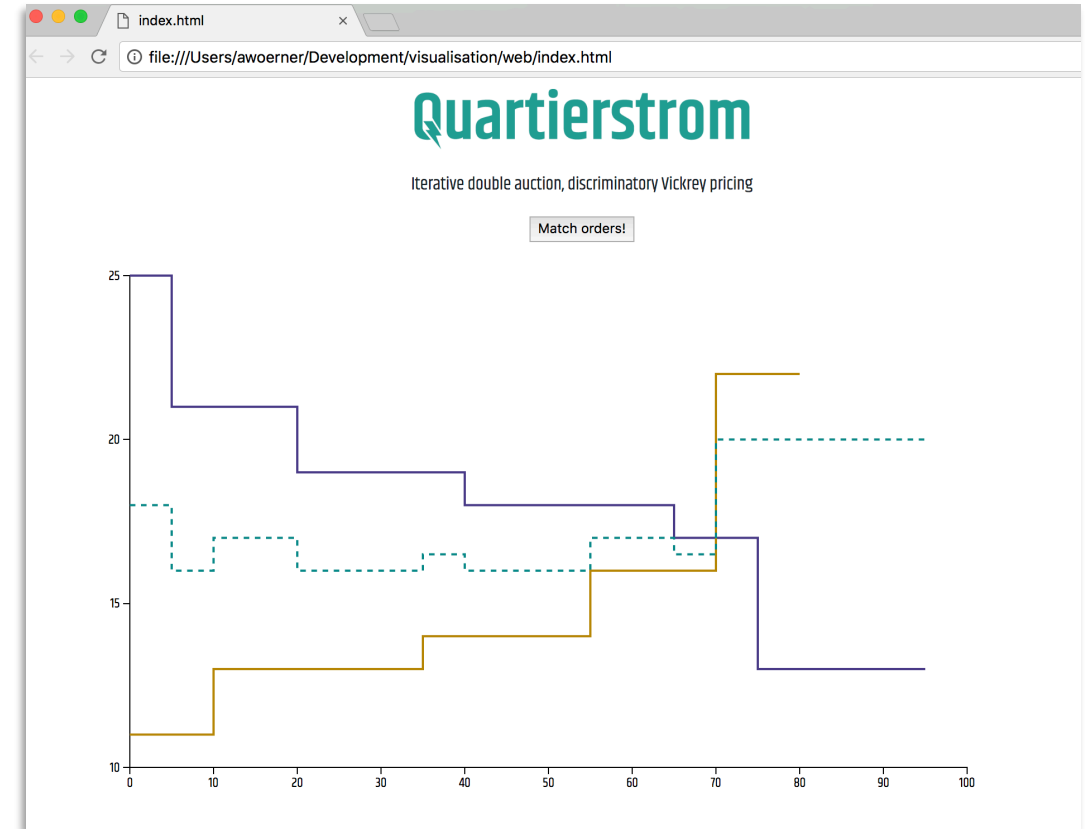 index.html
file:///Users/awoerner/Development/visualisation/web/index.html
Quartierstrom
Iterative double auction, discriminatory Vickrey pricing
Match orders!
25
20
15
10
0 10 20 30 40 50 60 70 80 90 100